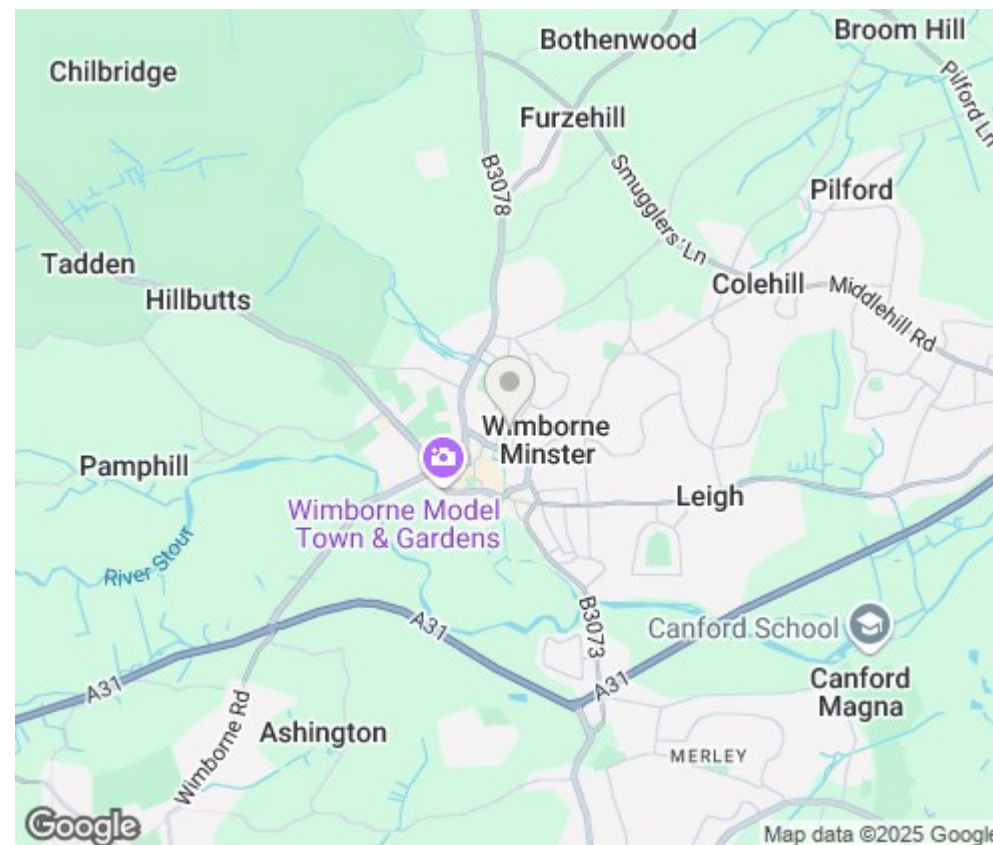 Broom Hill
Bothenwood
Chilbridge
Pilford Ln
Furzehill
B3078
Smugglers' Ln
Pilford
Tadden
Colehill
Hillbutts
Middlehill Rd
Wimborne
Minster
Pamphill
Leigh
Wimborne Model
Town & Gardens
River Stour
B3073
Canford School
A31
A31
A31
Canford
Magna
Wimborne Rd
Ashington
MERLEY
Google
Map data ©2025 Google